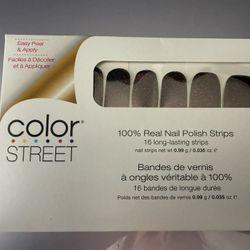 Easy Peel
& Apply
Faciles à Décoller
et à Appliquer
color
STREET
100% Real Nail Polish Strips
16 long-lasting strips
nail strips net wt 0.99 g / 0.035 oz ℮
Bandes de vernis
à ongles véritable à 100%
16 bandes de longue durée
Poids net des bandes de vernis 0.99 g / 0.035 oz ℮